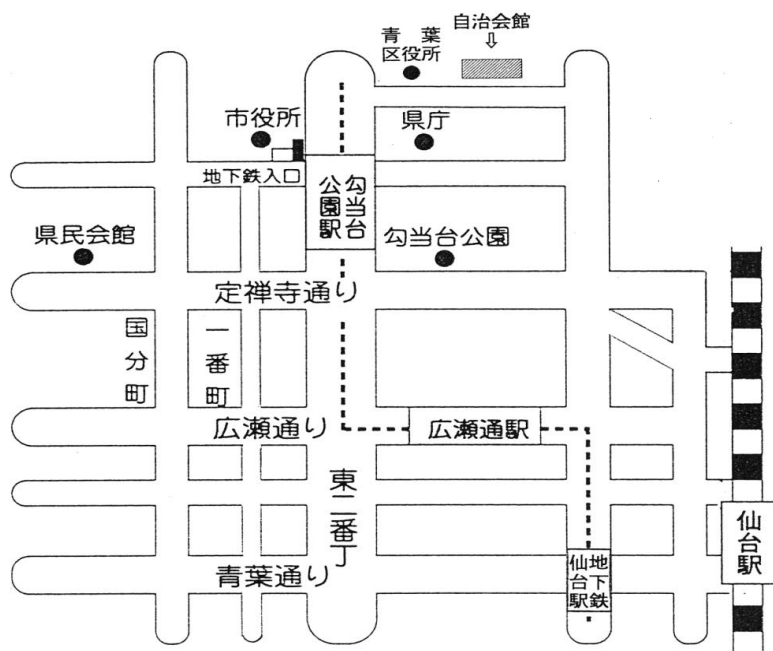 自治会館
⇩
青葉
区役所
市役所
県庁
地下鉄入口
勾当台
公園駅
県民会館
勾当台公園
定禅寺通り
国分町
一番町
広瀬通り
広瀬通駅
東二番丁
仙台駅
青葉通り
地下鉄
仙台駅